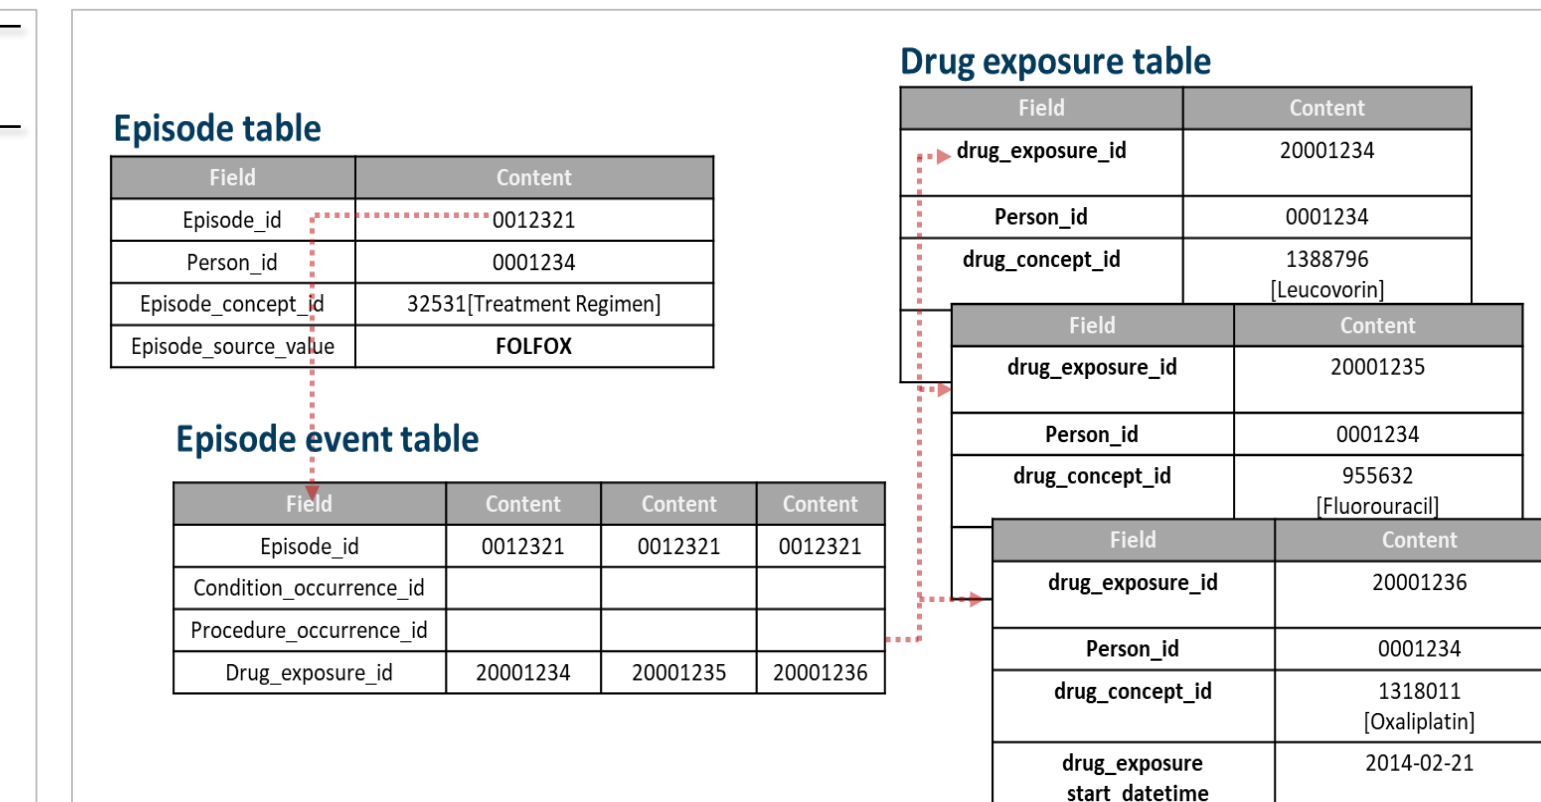 Drug exposure table
Field Content
drug_exposure_id 20001234
Person_id 0001234
drug_concept_id 1388796
[Leucovorin]
Episode table
Field Content
Episode_id 0012321
Person_id 0001234
Episode_concept_id 32531[Treatment Regimen]
Episode_source_value FOLFOX
Field Content
drug_exposure_id 20001235
Person_id 0001234
drug_concept_id 955632
[Fluorouracil]
Episode event table
Field Content Content Content
Episode_id 0012321 0012321 0012321
Condition_occurrence_id
Procedure_occurrence_id
Drug_exposure_id 20001234 20001235 20001236
Field Content
drug_exposure_id 20001236
Person_id 0001234
drug_concept_id 1318011
[Oxaliplatin]
drug_exposure 2014-02-21
start_datetime